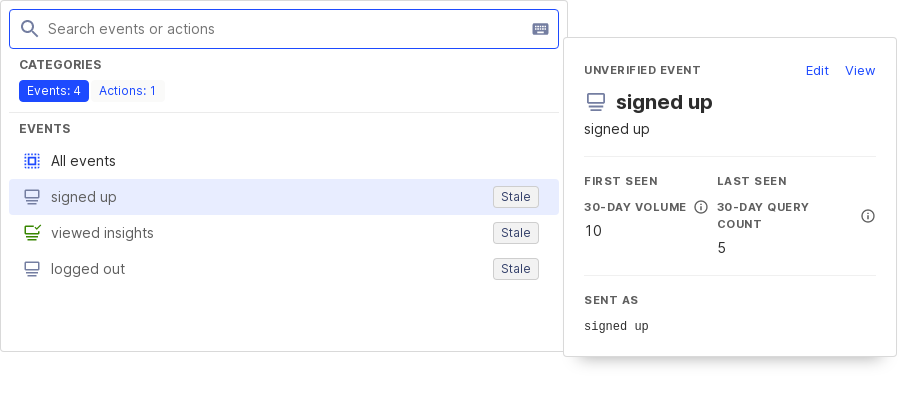 Search events or actions
CATEGORIES
Events: 4 Actions: 1
EVENTS
All events
signed up Stale
viewed insights Stale
logged out Stale
UNVERIFIED EVENT Edit View
signed up
signed up
FIRST SEEN LAST SEEN
30-DAY VOLUME
10
30-DAY QUERY
COUNT
5
SENT AS
signed up